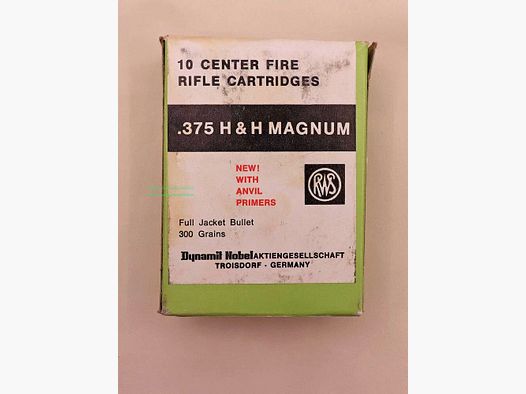 10 CENTER FIRE
RIFLE CARTRIDGES
.375 H & H MAGNUM
NEW!
WITH
ANVIL
PRIMERS
RWS
Full Jacket Bullet
300 Grains
Dynamit Nobel AKTIENGESELLSCHAFT
TROISDORF - GERMANY